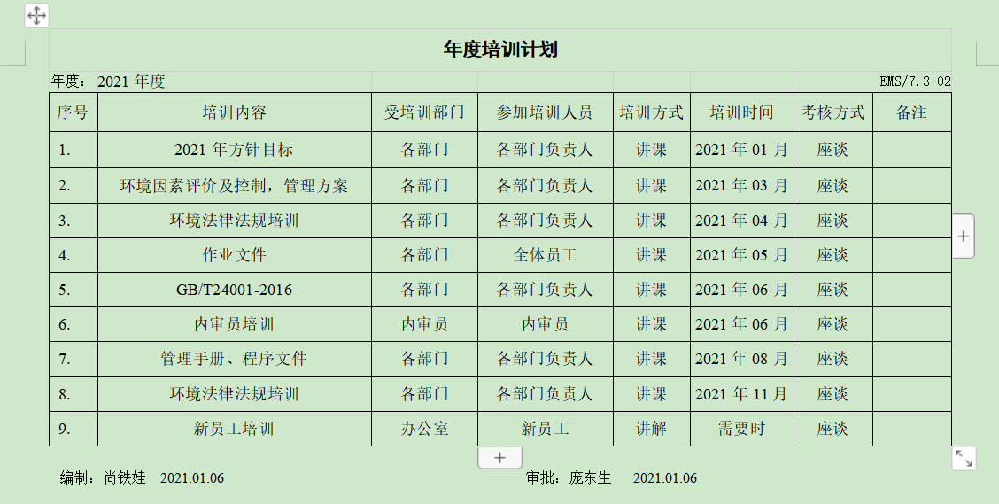 年度培训计划
年度： 2021 年度 EMS/7.3-02
序号 培训内容 受培训部门 参加培训人员 培训方式 培训时间 考核方式 备注
1. 2021 年方针目标 各部门 各部门负责人 讲课 2021 年 01 月 座谈
2. 环境因素评价及控制，管理方案 各部门 各部门负责人 讲课 2021 年 03 月 座谈
3. 环境法律法规培训 各部门 各部门负责人 讲课 2021 年 04 月 座谈
4. 作业文件 各部门 全体员工 讲课 2021 年 05 月 座谈
5. GB/T24001-2016 各部门 各部门负责人 讲课 2021 年 06 月 座谈
6. 内审员培训 内审员 内审员 讲课 2021 年 06 月 座谈
7. 管理手册、程序文件 各部门 各部门负责人 讲课 2021 年 08 月 座谈
8. 环境法律法规培训 各部门 各部门负责人 讲课 2021 年 11 月 座谈
9. 新员工培训 办公室 新员工 讲解 需要时 座谈
编制：尚铁娃 2021.01.06 审批：庞东生 2021.01.06